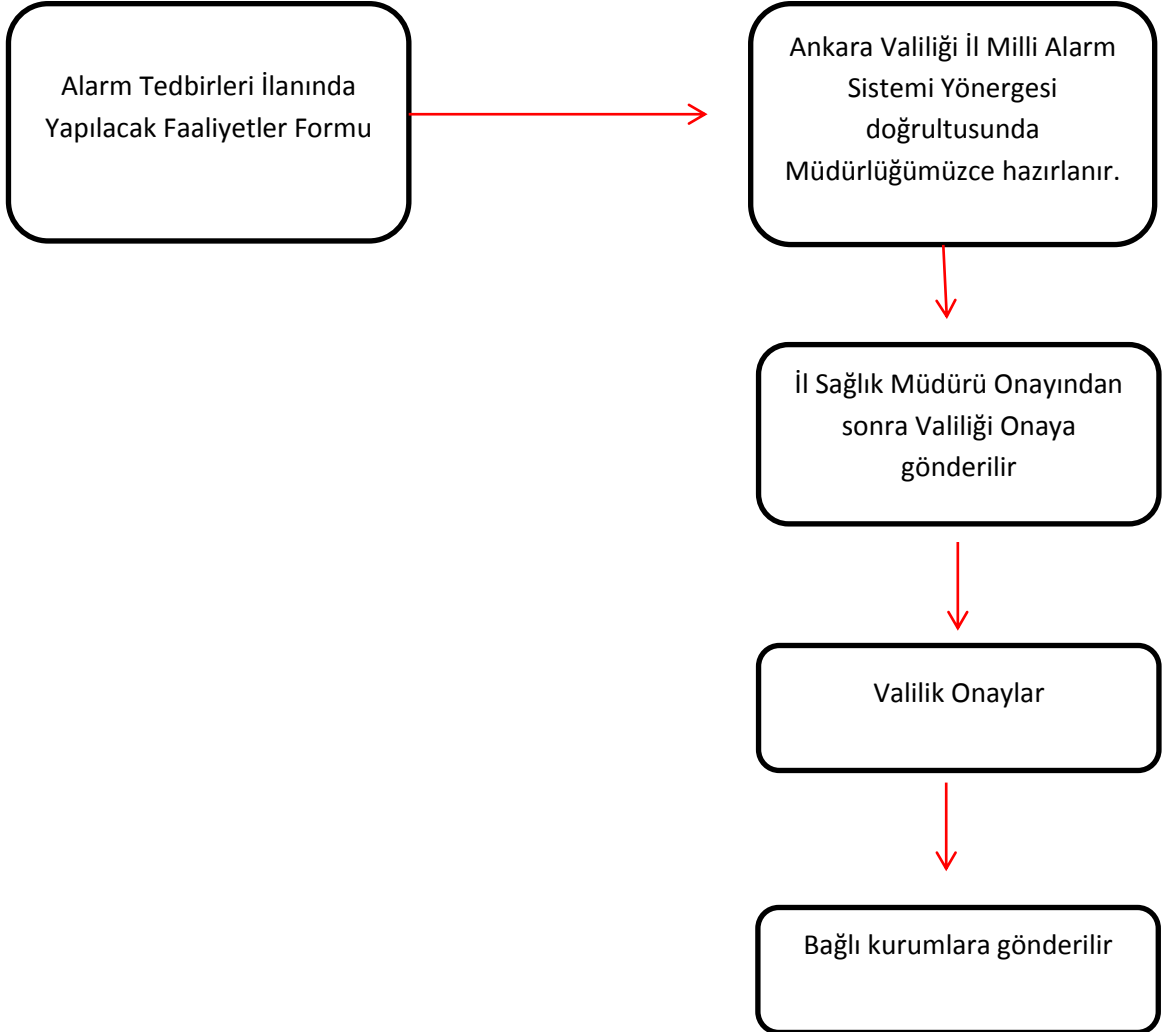 Alarm Tedbirleri İlanında
Yapılacak Faaliyetler Formu
Ankara Valiliği İl Milli Alarm
Sistemi Yönergesi
doğrultusunda
Müdürlüğümüzce hazırlanır.
İl Sağlık Müdürü Onayından
sonra Valiliği Onaya
gönderilir
Valilik Onaylar
Bağlı kurumlara gönderilir